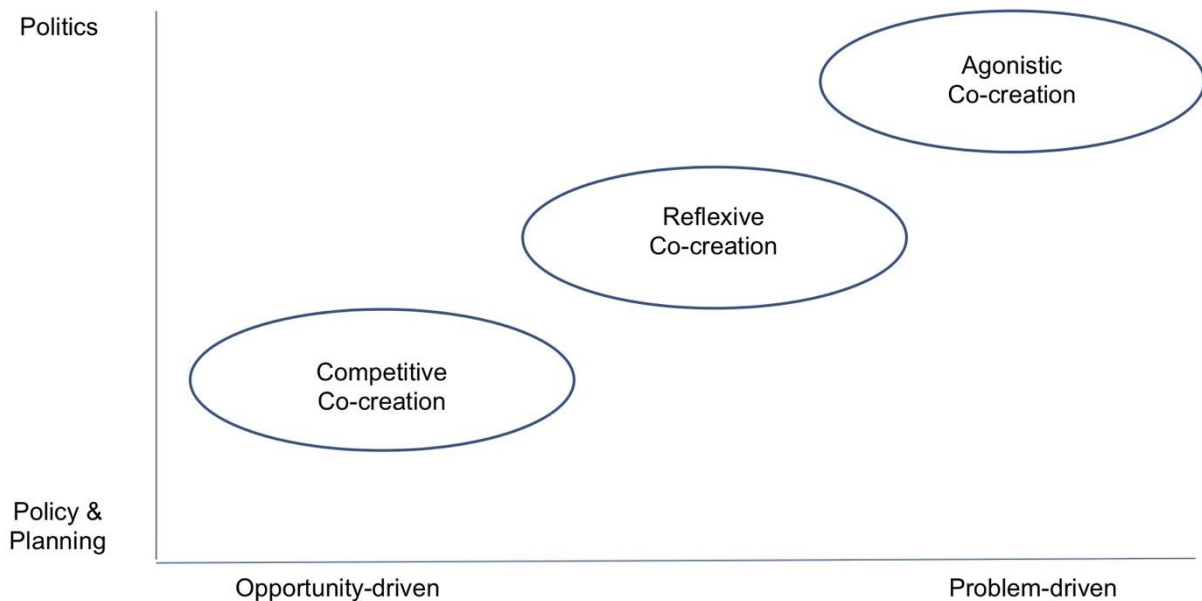 Politics
Agonistic
Co-creation
Reflexive
Co-creation
Competitive
Co-creation
Policy &
Planning
Opportunity-driven
Problem-driven